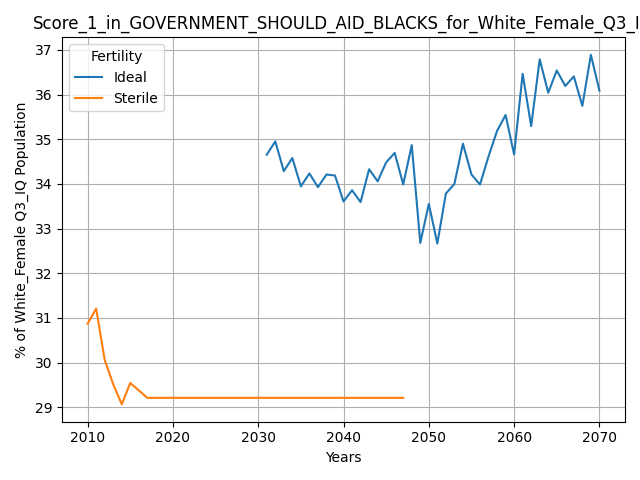 Score_1_in_GOVERNMENT_SHOULD_AID_BLACKS_for_White_Female_Q3_I
Fertility
Ideal
Sterile
% of White_Female Q3_IQ Population
37
36
35
34
33
32
31
30
29
2010 2020 2030 2040 2050 2060 2070
Years